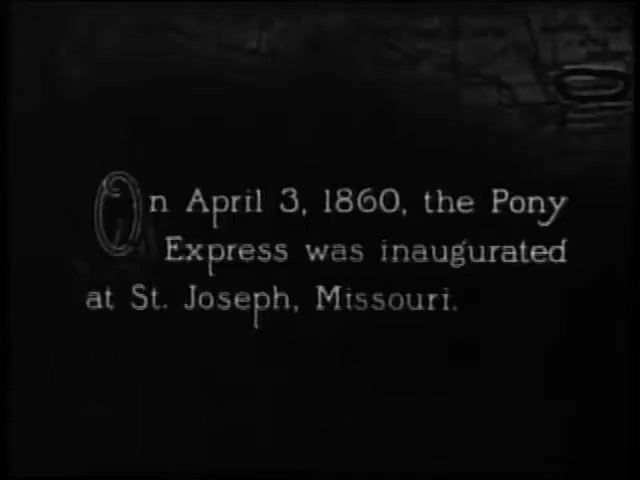 On April 3, 1860, the Pony
Express was inaugurated
at St. Joseph, Missouri.